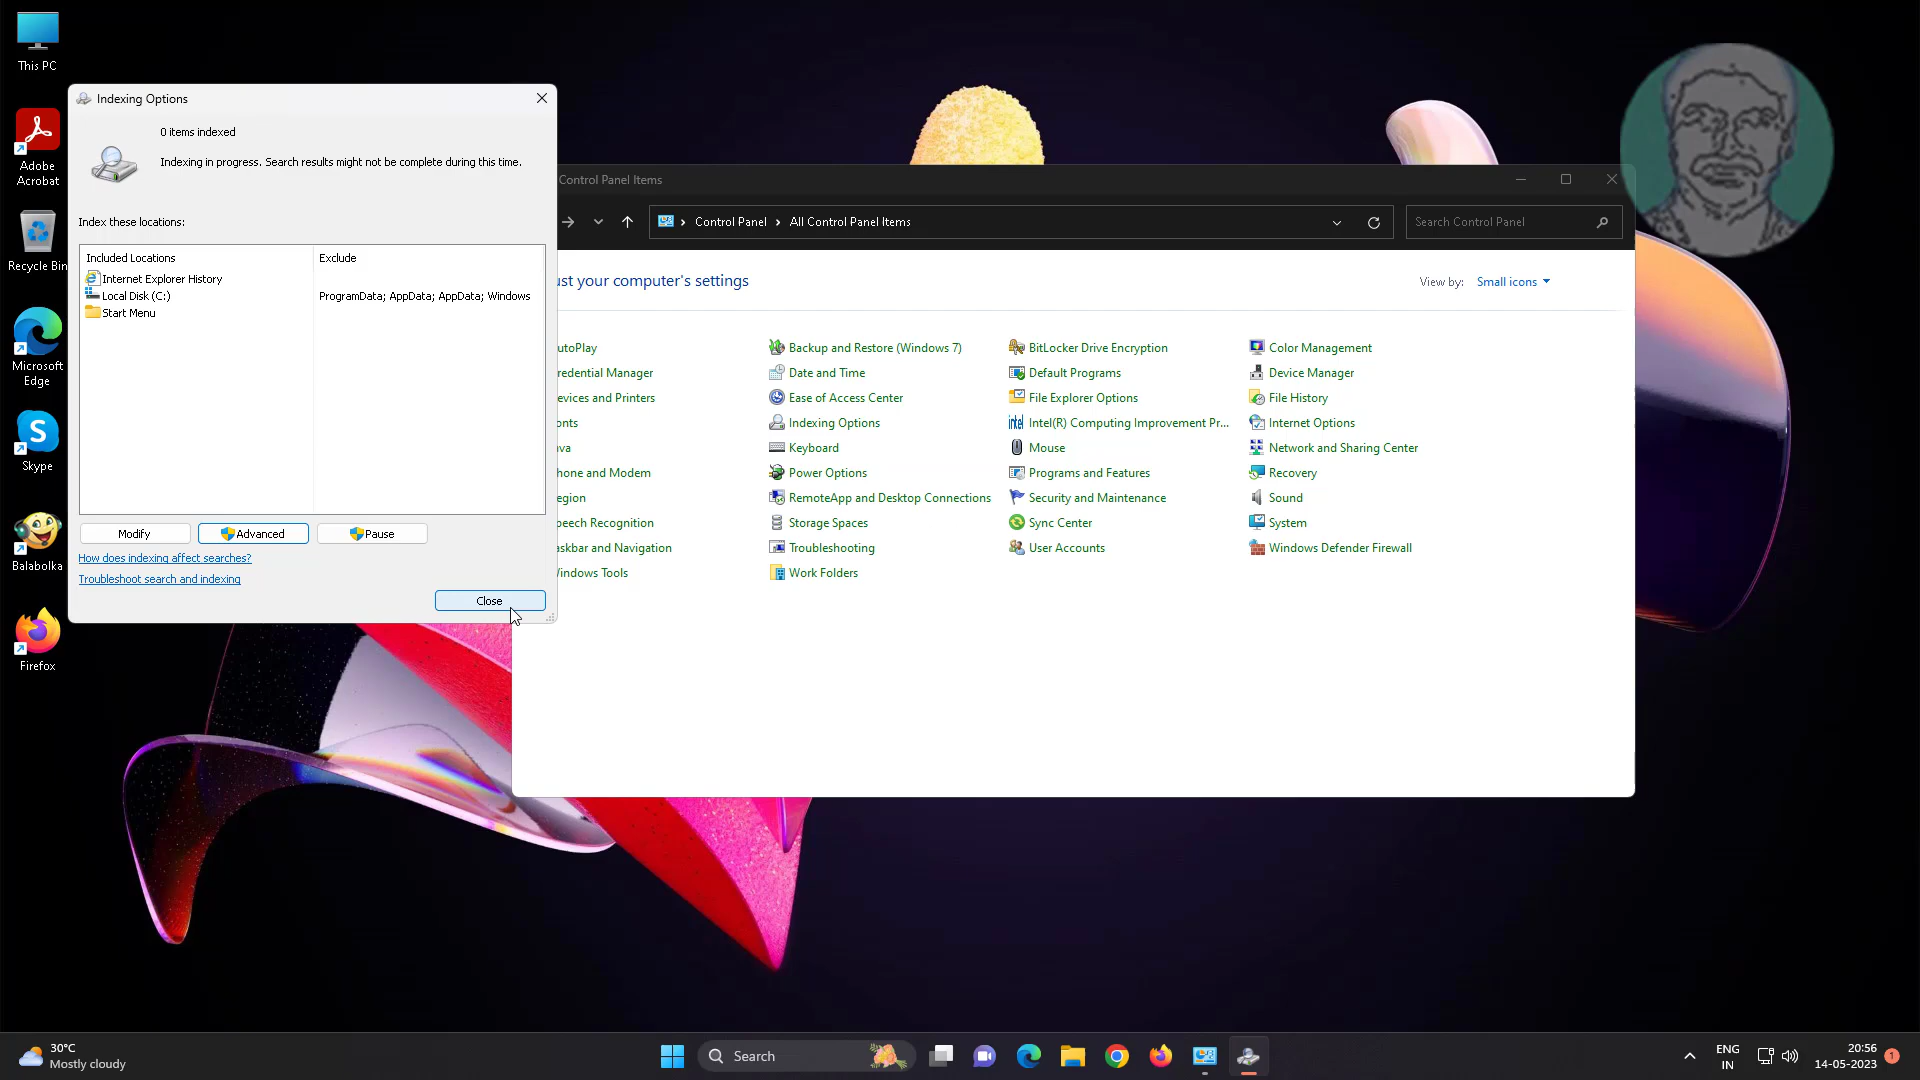 This PC
Adobe
Acrobat
Recycle Bin
Microsoft
Edge
Skype
Balabolka
Firefox
Indexing Options
0 items indexed
Indexing in progress. Search results might not be complete during this time.
Index these locations:
Included Locations
Exclude
Internet Explorer History
Local Disk (C:)
ProgramData; AppData; AppData; Windows
Start Menu
Modify
Advanced
Pause
How does indexing affect searches?
Troubleshoot search and indexing
Close
Control Panel Items
Control Panel > All Control Panel Items
Search Control Panel
ust your computer's settings
View by: Small icons
utoPlay
Backup and Restore (Windows 7)
BitLocker Drive Encryption
Color Management
redential Manager
Date and Time
Default Programs
Device Manager
evices and Printers
Ease of Access Center
File Explorer Options
File History
onts
Indexing Options
Intel(R) Computing Improvement Pr...
Internet Options
va
Keyboard
Mouse
Network and Sharing Center
hone and Modem
Power Options
Programs and Features
Recovery
egion
RemoteApp and Desktop Connections
Security and Maintenance
Sound
peech Recognition
Storage Spaces
Sync Center
System
askbar and Navigation
Troubleshooting
User Accounts
Windows Defender Firewall
indows Tools
Work Folders
30°C
Mostly cloudy
Search
ENG
IN
20:56
14-05-2023
1